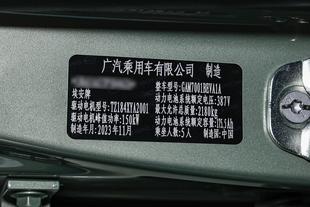 广汽乘用车有限公司 制造
埃安牌
整车型号:GAM7001BEVA1A
驱动电机型号:TZ184XYA2001
动力电池系统额定电压:387V
驱动电机峰值功率:150kW
最大允许总质量:2180kg
动力电池系统额定容量:
制造年月:2023年11月
乘坐人数:5人
制造国:中国